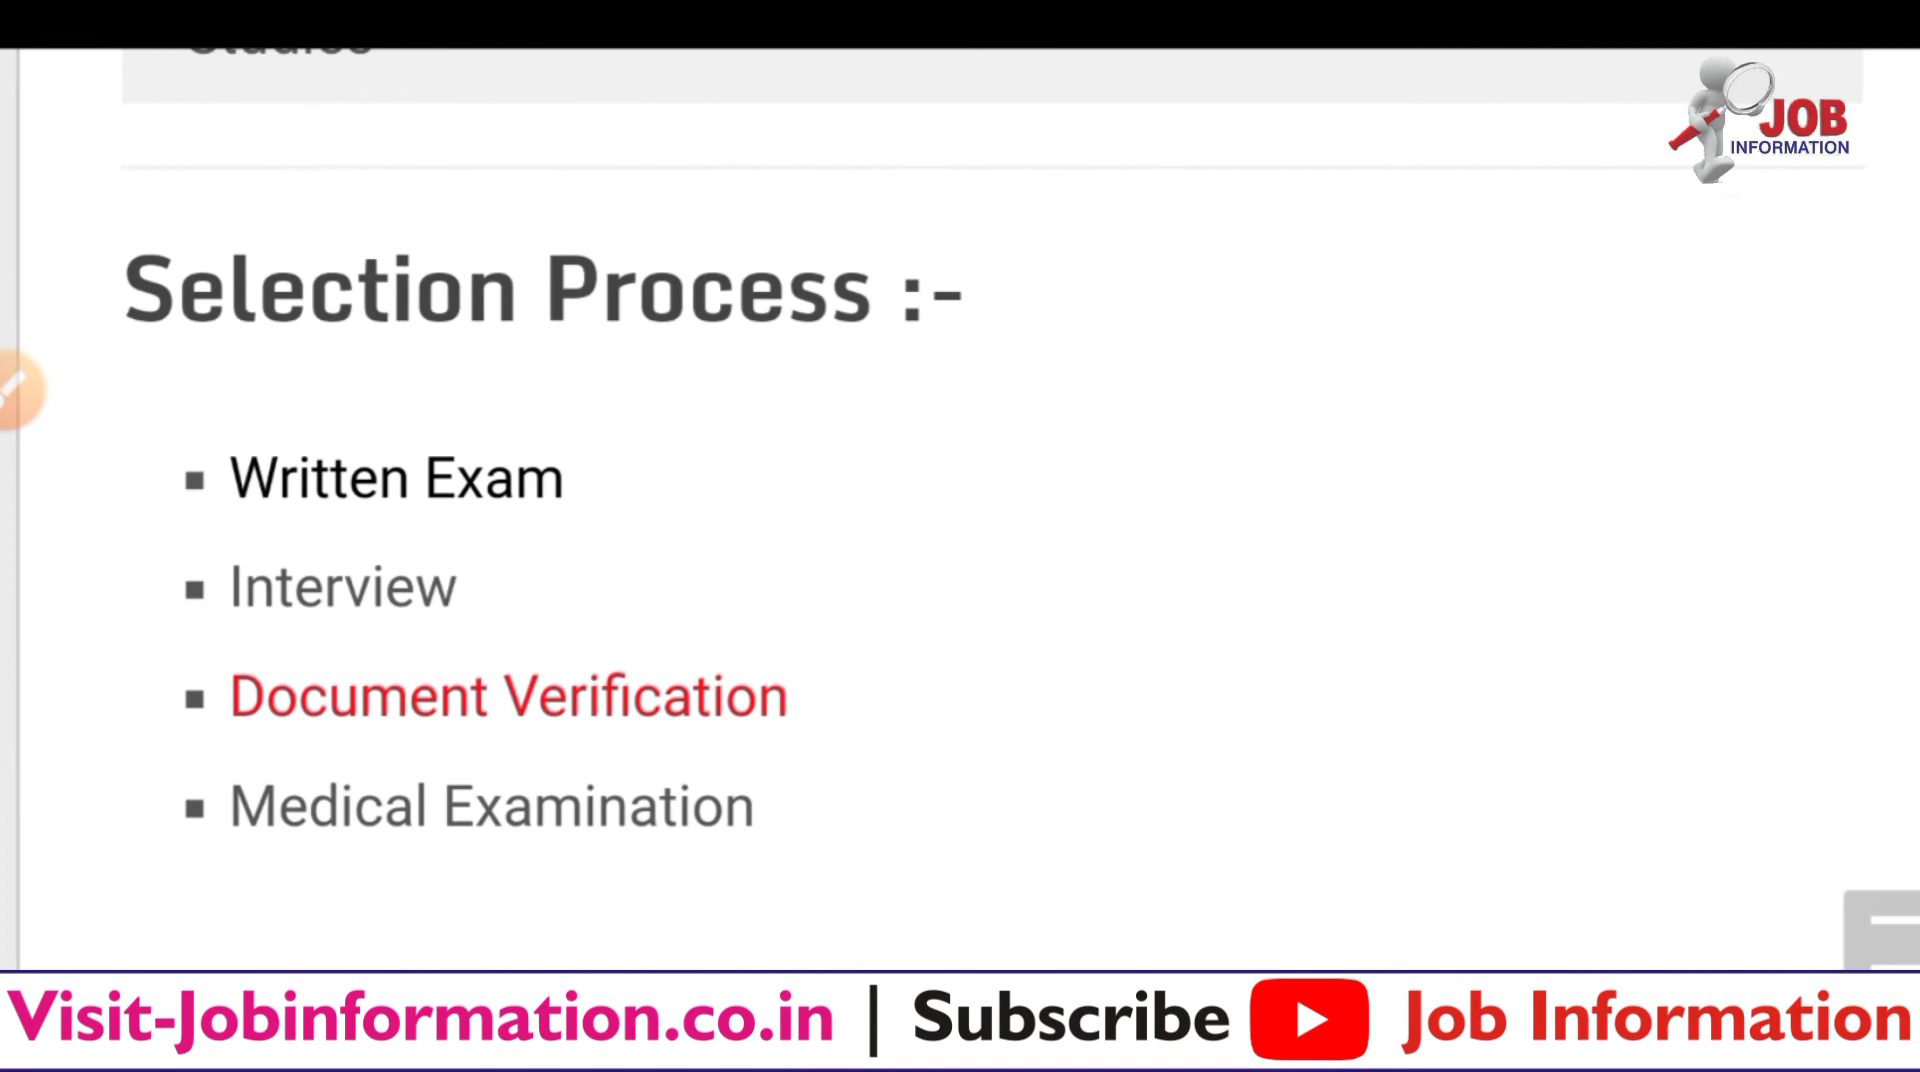 JOB
INFORMATION
Selection Process :-
▪ Written Exam
▪ Interview
▪ Document Verification
▪ Medical Examination
Visit-Jobinformation.co.in | Subscribe Job Information